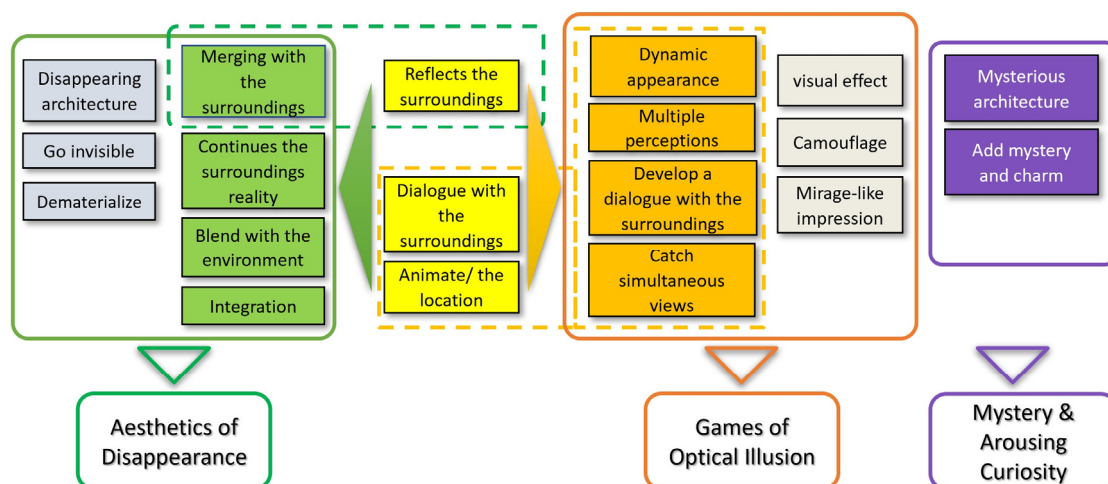 Disappearing
architecture
Go invisible
Dematerialize
Merging with
the
surroundings
Continues the
surroundings
reality
Blend with the
environment
Integration
Reflects the
surroundings
Dialogue with
the
surroundings
Animate/ the
location
Dynamic
appearance
Multiple
perceptions
Develop a
dialogue with the
surroundings
Catch
simultaneous
views
visual effect
Camouflage
Mirage-like
impression
Mysterious
architecture
Add mystery
and charm
Aesthetics of
Disappearance
Games of
Optical Illusion
Mystery &
Arousing
Curiosity